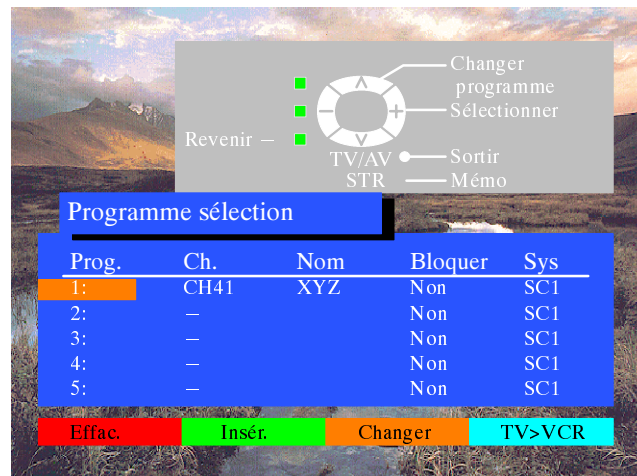 Changer
programme
Sélectionner
Revenir –
TV/AV Sortir
STR Mémo
Programme sélection
Prog. Ch. Nom Bloquer Sys
1: CH41 XYZ Non SC1
2: – Non SC1
3: – Non SC1
4: – Non SC1
5: – Non SC1
Effac. Insér. Changer TV>VCR